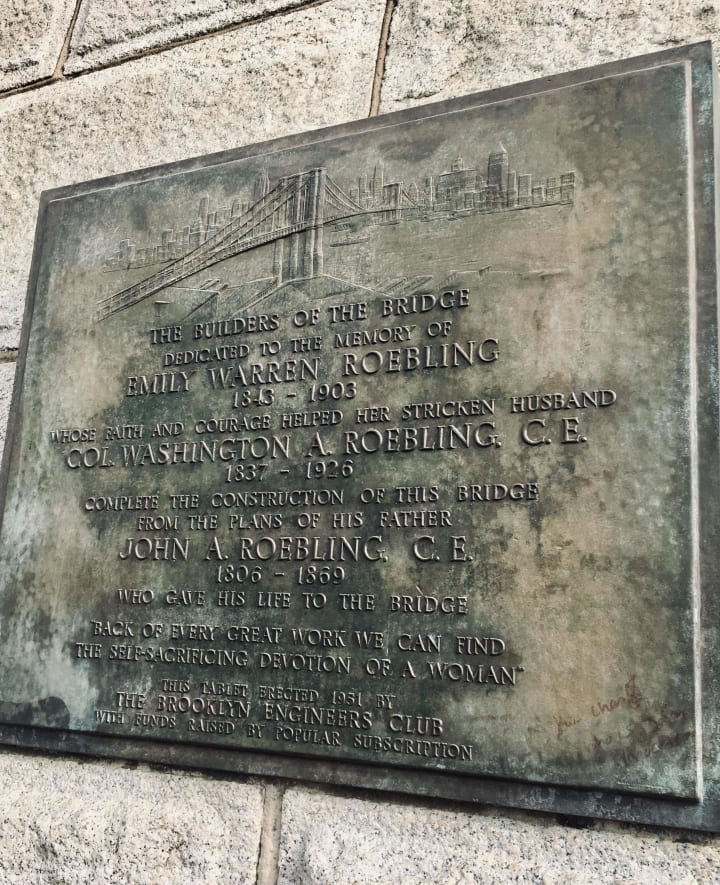 THE BUILDERS OF THE BRIDGE
DEDICATED TO THE MEMORY OF
EMILY WARREN ROEBLING
1843 - 1903
WHOSE FAITH AND COURAGE HELPED HER STRICKEN HUSBAND
COL. WASHINGTON A. ROEBLING, C. E.
1837 - 1926
COMPLETE THE CONSTRUCTION OF THIS BRIDGE
FROM THE PLANS OF HIS FATHER
JOHN A. ROEBLING, C. E.
1806 - 1869
WHO GAVE HIS LIFE TO THE BRIDGE
"BACK OF EVERY GREAT WORK WE CAN FIND
THE SELF-SACRIFICING DEVOTION OF A WOMAN"
THIS TABLET ERECTED 1951 BY
THE BROOKLYN ENGINEERS CLUB
WITH FUNDS RAISED BY POPULAR SUBSCRIPTION